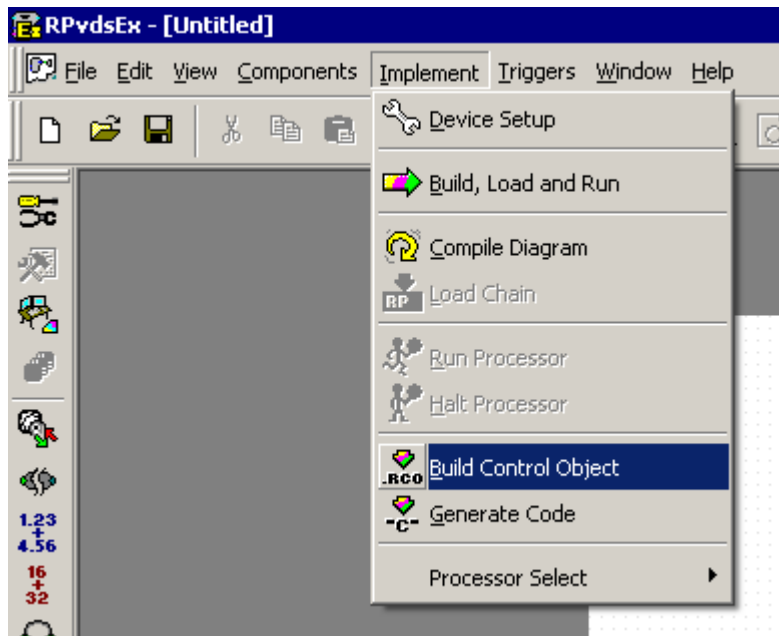 RPvdsEx - [Untitled]
File Edit View Components Implement Triggers Window Help
Device Setup
Build, Load and Run
Compile Diagram
RP Load Chain
Run Processor
Halt Processor
.RCO Build Control Object
"C" Generate Code
Processor Select
1.23
+
4.56
16
+
32